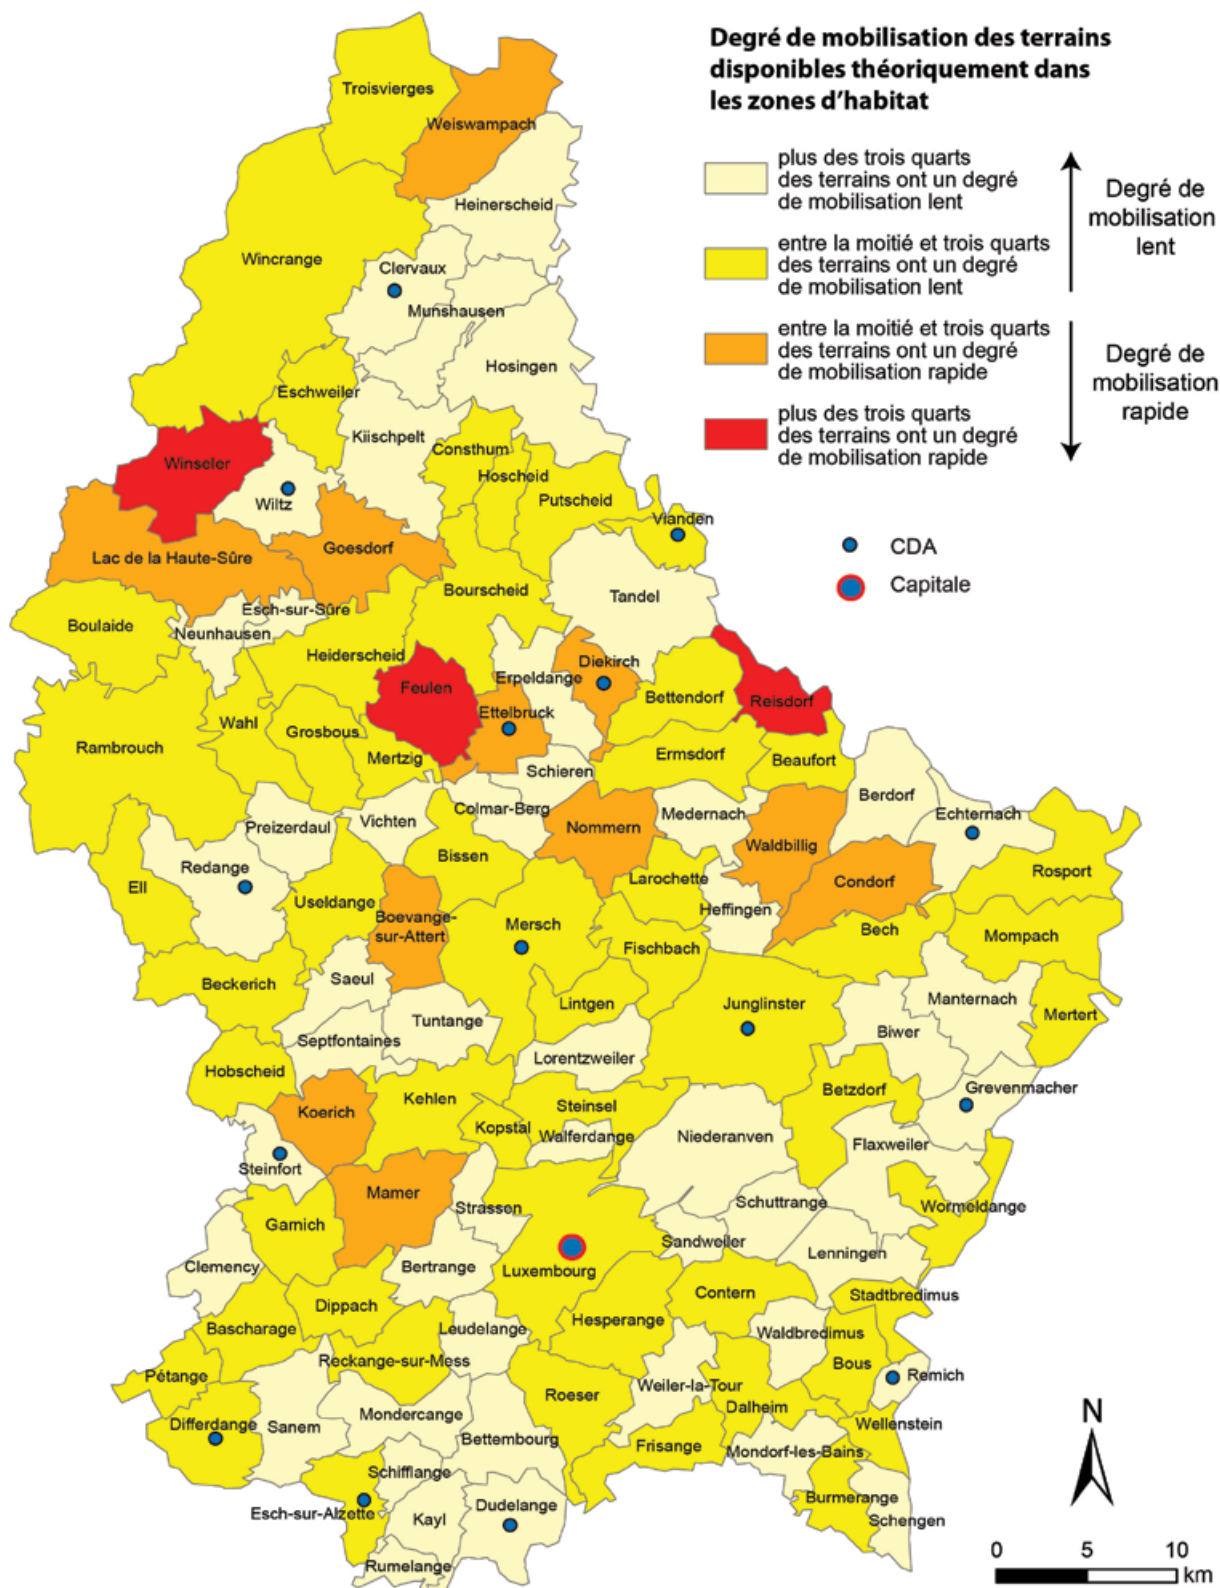 Degré de mobilisation des terrains
disponibles théoriquement dans
les zones d'habitat
plus des trois quarts
des terrains ont un degré
de mobilisation lent
entre la moitié et trois quarts
des terrains ont un degré
de mobilisation lent
entre la moitié et trois quarts
des terrains ont un degré
de mobilisation rapide
plus des trois quarts
des terrains ont un degré
de mobilisation rapide
Degré de
mobilisation
lent
Degré de
mobilisation
rapide
CDA
Capitale
Troisvierges
Weiswampach
Heinerscheid
Wincrange
Clervaux
Munshausen
Hosingen
Eschweiler
Kiischpelt
Consthum
Winseler
Hoscheid
Putscheid
Wiltz
Vianden
Goesdorf
Lac de la Haute-Sûre
Bourscheid
Tandel
Esch-sur-Sûre
Boulaide
Neunhausen
Heiderscheid
Diekirch
Erpeldange
Feulen
Bettendorf
Reisdorf
Ettelbruck
Wahl
Grosbous
Rambrouch
Mertzig
Ermsdorf
Beaufort
Schieren
Berdorf
Colmar-Berg
Medernach
Echternach
Vichten
Preizerdaul
Nommern
Waldbillig
Bissen
Redange
Rosport
Larochette
Condorf
Ell
Useldange
Heffingen
Boevange-
sur-Attert
Mersch
Bech
Mompach
Fischbach
Saeul
Beckerich
Lintgen
Junglinster
Manternach
Mertert
Tuntange
Biwer
Septfontaines
Lorentzweiler
Hobscheid
Grevenmacher
Betzdorf
Kehlen
Koerich
Steinsel
Kopstal
Walferdange
Niederanven
Flaxweiler
Steinfort
Mamer
Schuttrange
Wormeldange
Strassen
Garnich
Sandweiler
Lenningen
Clemency
Bertrange
Luxembourg
Contern
Stadtbredimus
Dippach
Hesperange
Bascharage
Leudelange
Waldbredimus
Reckange-sur-Mess
Bous
Pétange
Remich
Weiler-la-Tour
Roeser
Dalheim
Mondercange
Differdange
Sanem
Wellenstein
Bettembourg
Frisange
Mondorf-les-Bains
Schifflange
Burmerange
Dudelange
Esch-sur-Alzette
Kayl
Schengen
Rumelange
N
0 5 10
km